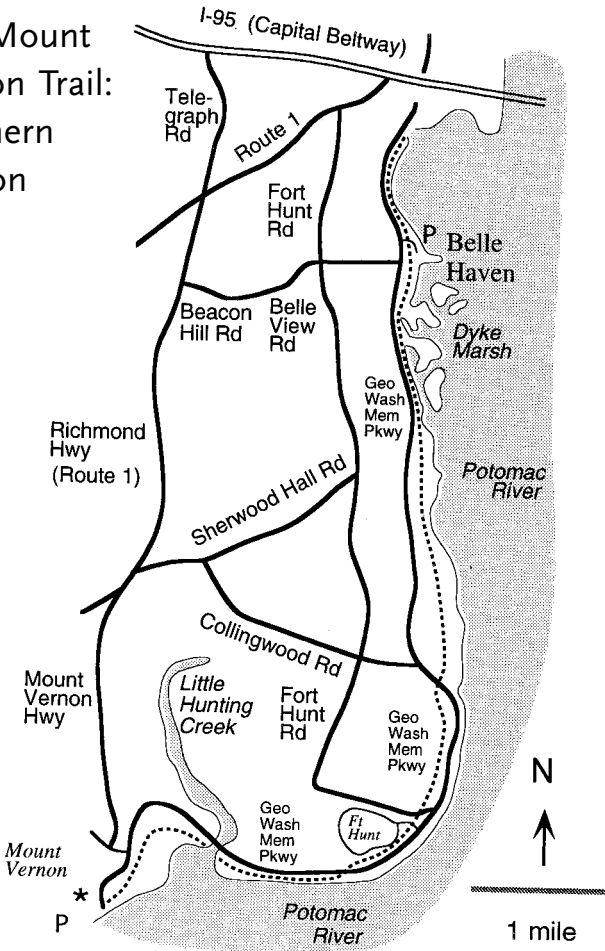 Mount
on Trail:
hern
on
I-95 (Capital Beltway)
Tele-
graph
Rd
Route 1
Fort
Hunt
Rd
P
Belle
Haven
Beacon
Hill Rd
Belle
View
Rd
Dyke
Marsh
Geo
Wash
Mem
Pkwy
Richmond
Hwy
(Route 1)
Potomac
River
Sherwood Hall Rd
Collingwood Rd
Mount
Vernon
Hwy
Little
Hunting
Creek
Fort
Hunt
Rd
Geo
Wash
Mem
Pkwy
N
Geo
Wash
Mem
Pkwy
Ft
Hunt
Mount
Vernon
*
P
Potomac
River
1 mile